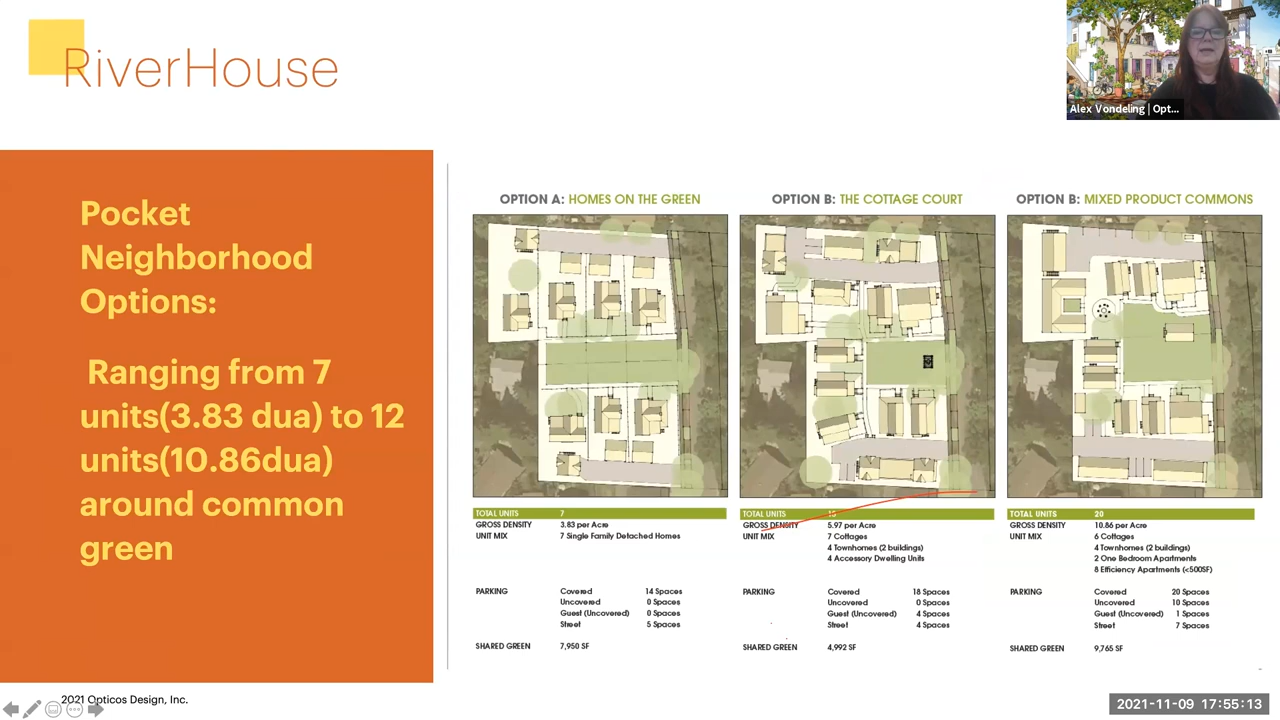 RiverHouse
Alex Vondeling | Opt...
Pocket
Neighborhood
Options:
Ranging from 7
units(3.83 dua) to 12
units(10.86dua)
around common
green
OPTION A: HOMES ON THE GREEN
TOTAL UNITS 7
GROSS DENSITY 3.83 per Acre
UNIT MIX 7 Single Family Detached Homes
PARKING Covered 14 Spaces
Uncovered 0 Spaces
Guest (Uncovered) 0 Spaces
Street 5 Spaces
SHARED GREEN 7,950 SF
OPTION B: THE COTTAGE COURT
TOTAL UNITS 15
GROSS DENSITY 5.97 per Acre
UNIT MIX 7 Cottages
4 Townhomes (2 buildings)
4 Accessory Dwelling Units
PARKING Covered 18 Spaces
Uncovered 0 Spaces
Guest (Uncovered) 4 Spaces
Street 4 Spaces
SHARED GREEN 4,992 SF
OPTION B: MIXED PRODUCT COMMONS
TOTAL UNITS 20
GROSS DENSITY 10.86 per Acre
UNIT MIX 6 Cottages
4 Townhomes (2 buildings)
2 One Bedroom Apartments
8 Efficiency Apartments (<500SF)
PARKING Covered 20 Spaces
Uncovered 10 Spaces
Guest (Uncovered) 1 Spaces
Street 7 Spaces
SHARED GREEN 9,765 SF
2021 Opticos Design, Inc.
2021-11-09 17:55:13